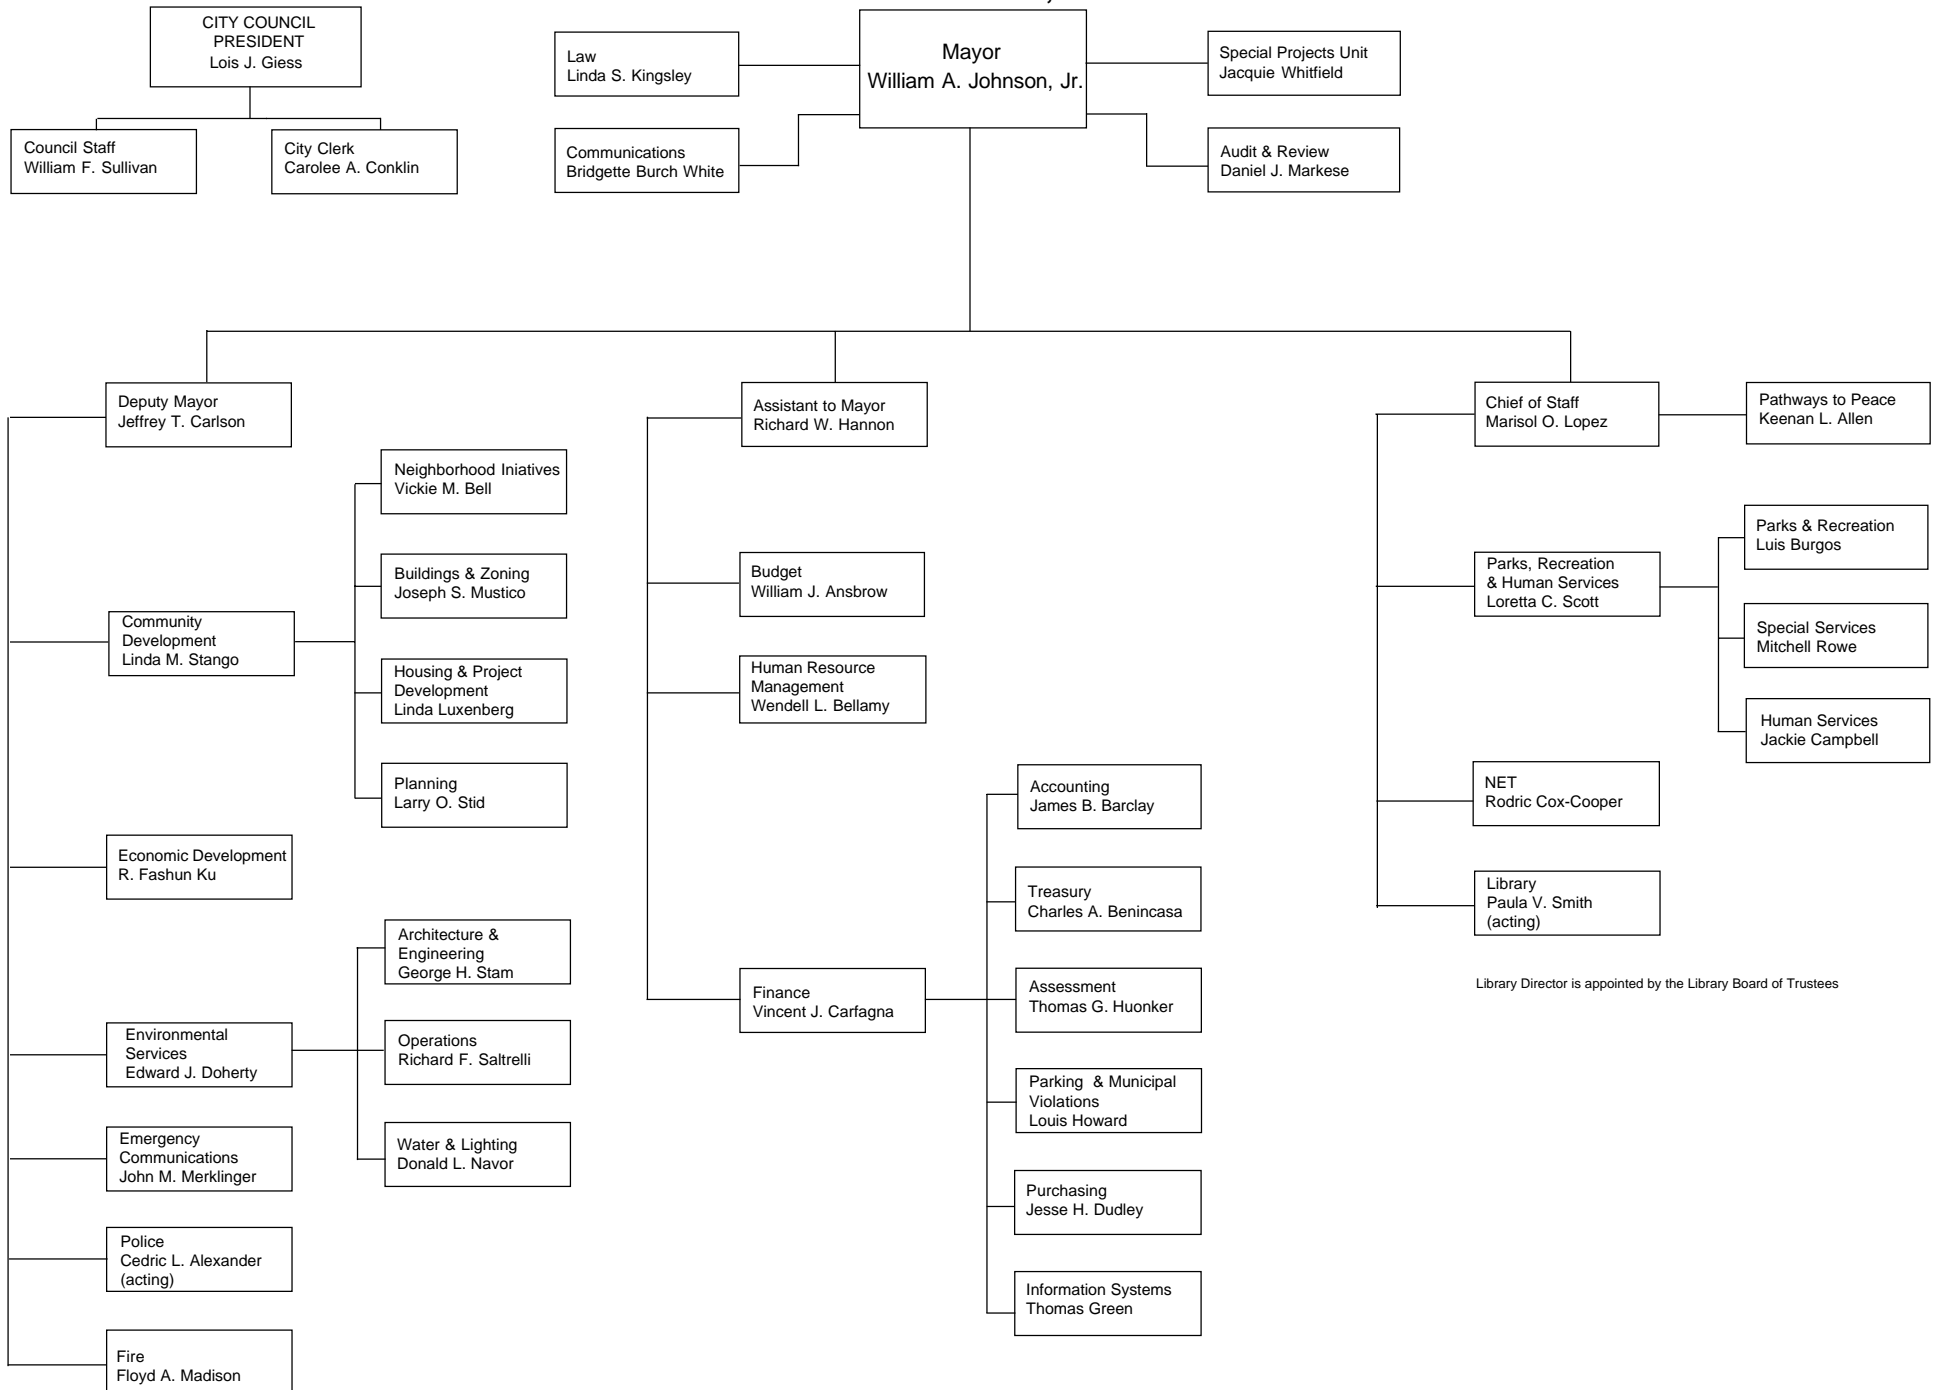 CITY COUNCIL
PRESIDENT
Lois J. Giess
Council Staff
William F. Sullivan
City Clerk
Carolee A. Conklin
Law
Linda S. Kingsley
Communications
Bridgette Burch White
Mayor
William A. Johnson, Jr.
Special Projects Unit
Jacquie Whitfield
Audit & Review
Daniel J. Markese
Deputy Mayor
Jeffrey T. Carlson
Neighborhood Iniatives
Vickie M. Bell
Buildings & Zoning
Joseph S. Mustico
Community
Development
Linda M. Stango
Housing & Project
Development
Linda Luxenberg
Planning
Larry O. Stid
Economic Development
R. Fashun Ku
Architecture &
Engineering
George H. Stam
Environmental
Services
Edward J. Doherty
Operations
Richard F. Saltrelli
Water & Lighting
Donald L. Navor
Emergency
Communications
John M. Merklinger
Police
Cedric L. Alexander
(acting)
Fire
Floyd A. Madison
Assistant to Mayor
Richard W. Hannon
Budget
William J. Ansbrow
Human Resource
Management
Wendell L. Bellamy
Finance
Vincent J. Carfagna
Accounting
James B. Barclay
Treasury
Charles A. Benincasa
Assessment
Thomas G. Huonker
Parking & Municipal
Violations
Louis Howard
Purchasing
Jesse H. Dudley
Information Systems
Thomas Green
Chief of Staff
Marisol O. Lopez
Pathways to Peace
Keenan L. Allen
Parks, Recreation
& Human Services
Loretta C. Scott
Parks & Recreation
Luis Burgos
Special Services
Mitchell Rowe
Human Services
Jackie Campbell
NET
Rodric Cox-Cooper
Library
Paula V. Smith
(acting)
Library Director is appointed by the Library Board of Trustees